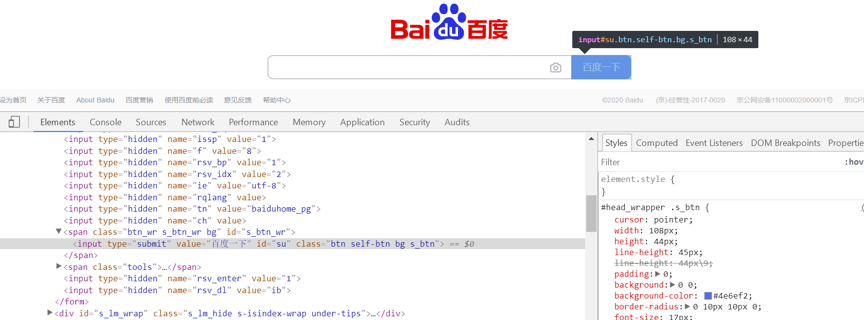 Bai du 百度
input#su.btn.self-btn.bg.s_btn 108×44
百度一下
设为首页 关于百度 About Baidu 百度营销 使用百度前必读 意见反馈 帮助中心 ©2020 Baidu (京)-经营性-2017-0020 京公网安备11000002000001号 京ICP
Elements Console Sources Network Performance Memory Application Security Audits
<input type="hidden" name="issp" value="1">
<input type="hidden" name="f" value="8">
<input type="hidden" name="rsv_bp" value="1">
<input type="hidden" name="rsv_idx" value="2">
<input type="hidden" name="ie" value="utf-8">
<input type="hidden" name="rqlang" value>
<input type="hidden" name="tn" value="baiduhome_pg">
<input type="hidden" name="ch" value>
<span class="btn_wr s_btn_wr bg" id="s_btn_wr">
<input type="submit" value="百度一下" id="su" class="btn self-btn bg s_btn"> == $0
</span>
<span class="tools">…</span>
<input type="hidden" name="rsv_enter" value="1">
<input type="hidden" name="rsv_dl" value="ib">
</form>
<div id="s_lm_wrap" class="s_lm_hide s-isindex-wrap under-tips">…</div>
Styles Computed Event Listeners DOM Breakpoints Propertie
Filter :hov
element.style {
}
#head_wrapper .s_btn {
cursor: pointer;
width: 108px;
height: 44px;
line-height: 45px;
line-height: 44px\9;
padding: 0;
background: 0 0;
background-color: #4e6ef2;
border-radius: 0 10px 10px 0;
font-size: 17px;